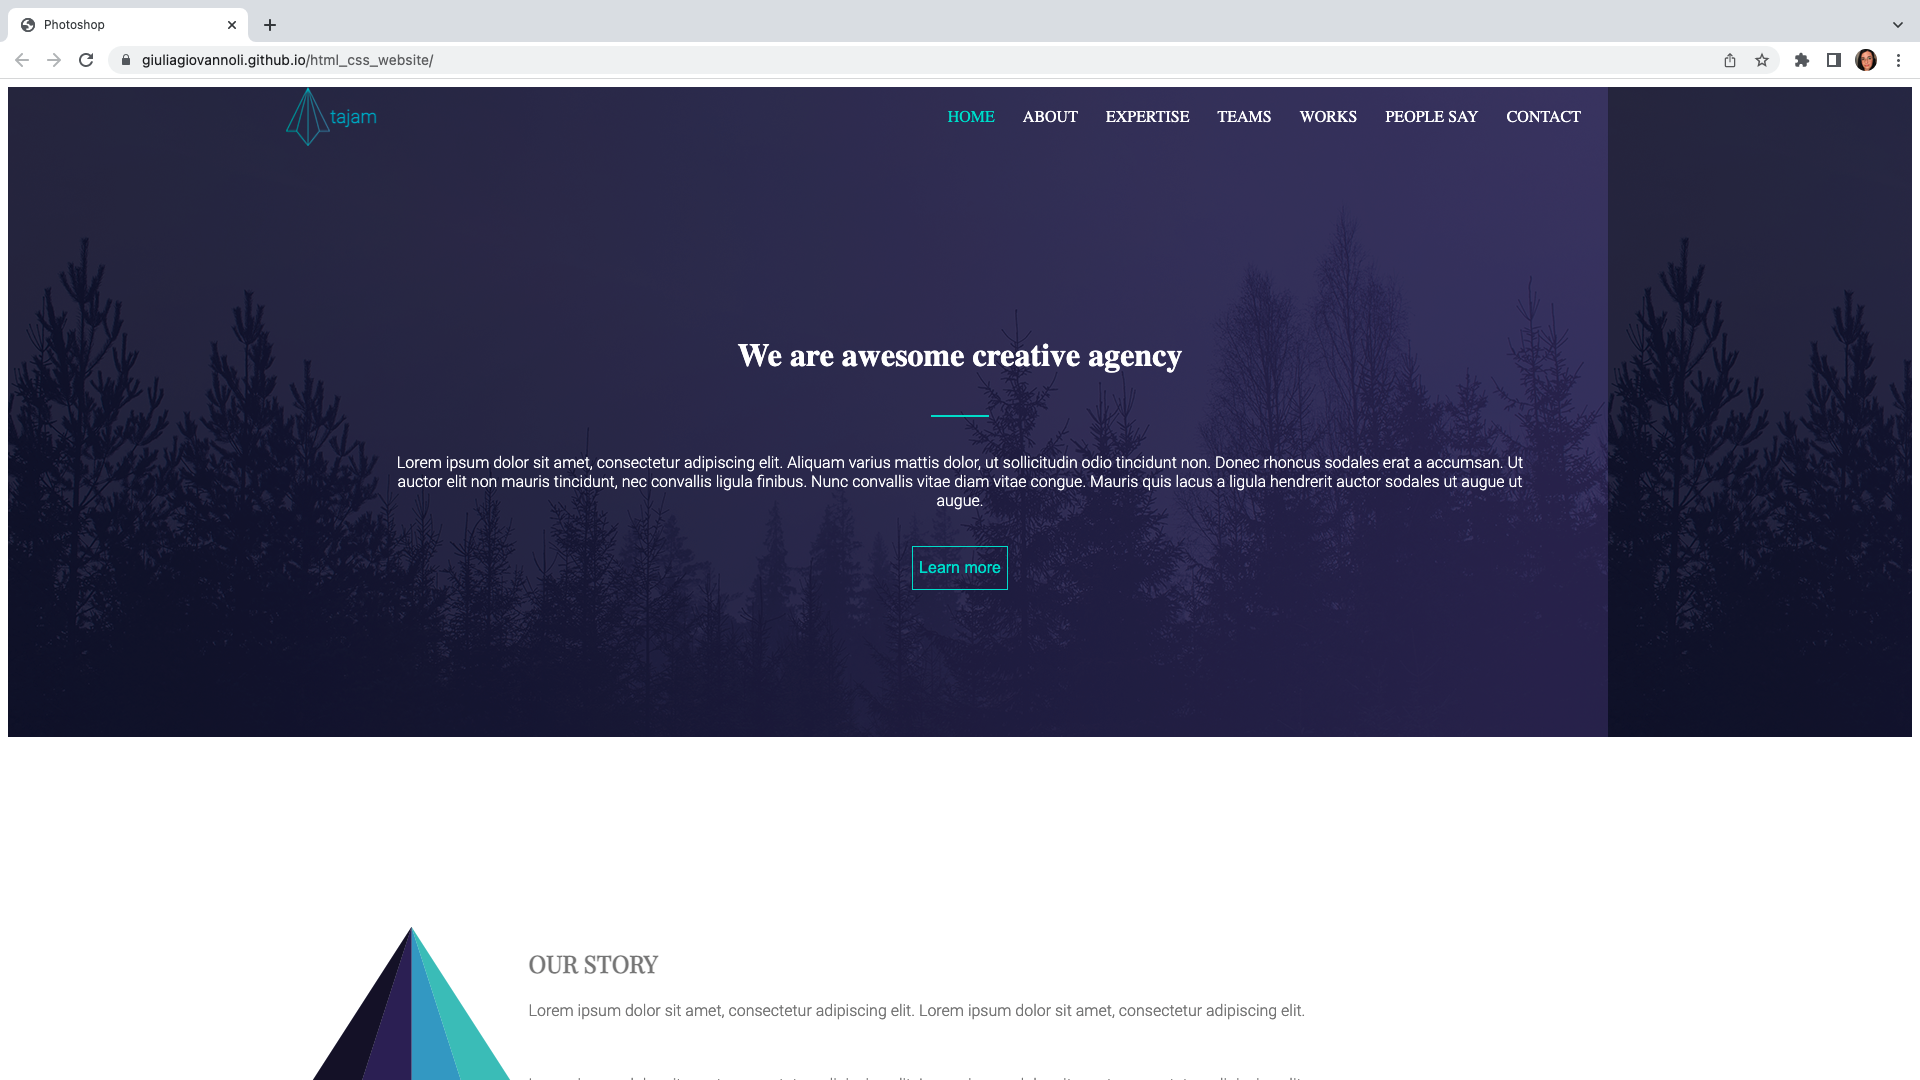 Photoshop
giuliagiovannoli.github.io/html_css_website/
tajam
HOME ABOUT EXPERTISE TEAMS WORKS PEOPLE SAY CONTACT
We are awesome creative agency
Lorem ipsum dolor sit amet, consectetur adipiscing elit. Aliquam varius mattis dolor, ut sollicitudin odio tincidunt non. Donec rhoncus sodales erat a accumsan. Ut
auctor elit non mauris tincidunt, nec convallis ligula finibus. Nunc convallis vitae diam vitae congue. Mauris quis lacus a ligula hendrerit auctor sodales ut augue ut
augue.
Learn more
OUR STORY
Lorem ipsum dolor sit amet, consectetur adipiscing elit. Lorem ipsum dolor sit amet, consectetur adipiscing elit.